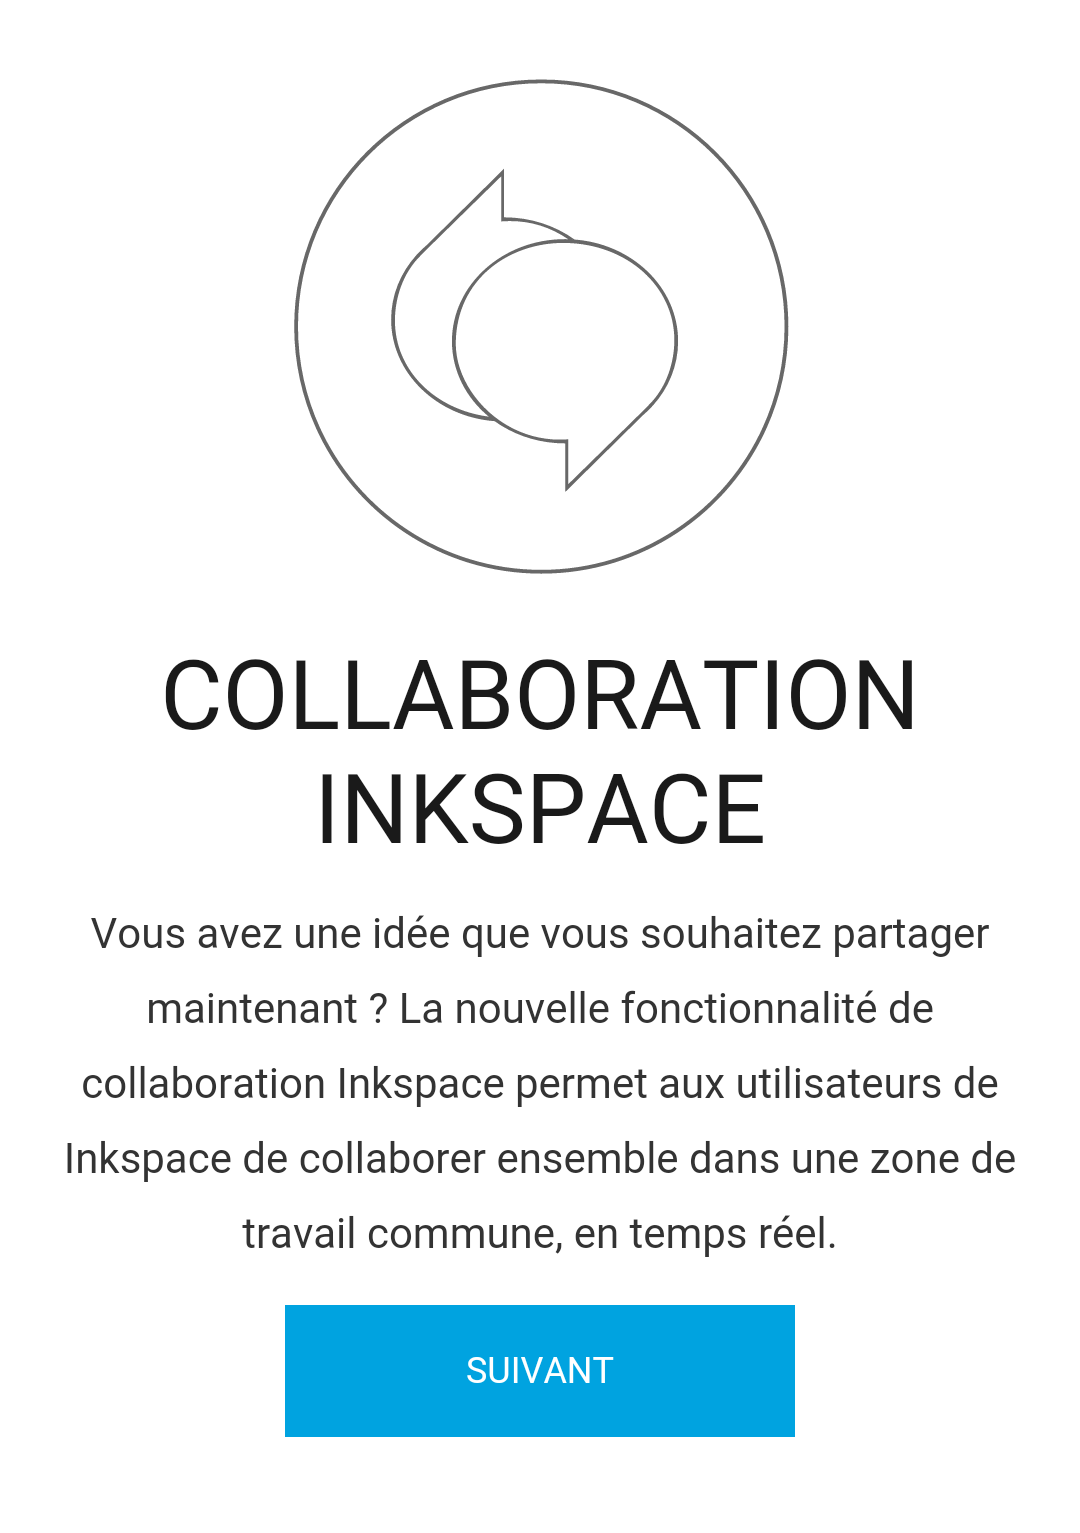 COLLABORATION
INKSPACE
Vous avez une idée que vous souhaitez partager
maintenant ? La nouvelle fonctionnalité de
collaboration Inkspace permet aux utilisateurs de
Inkspace de collaborer ensemble dans une zone de
travail commune, en temps réel.
SUIVANT